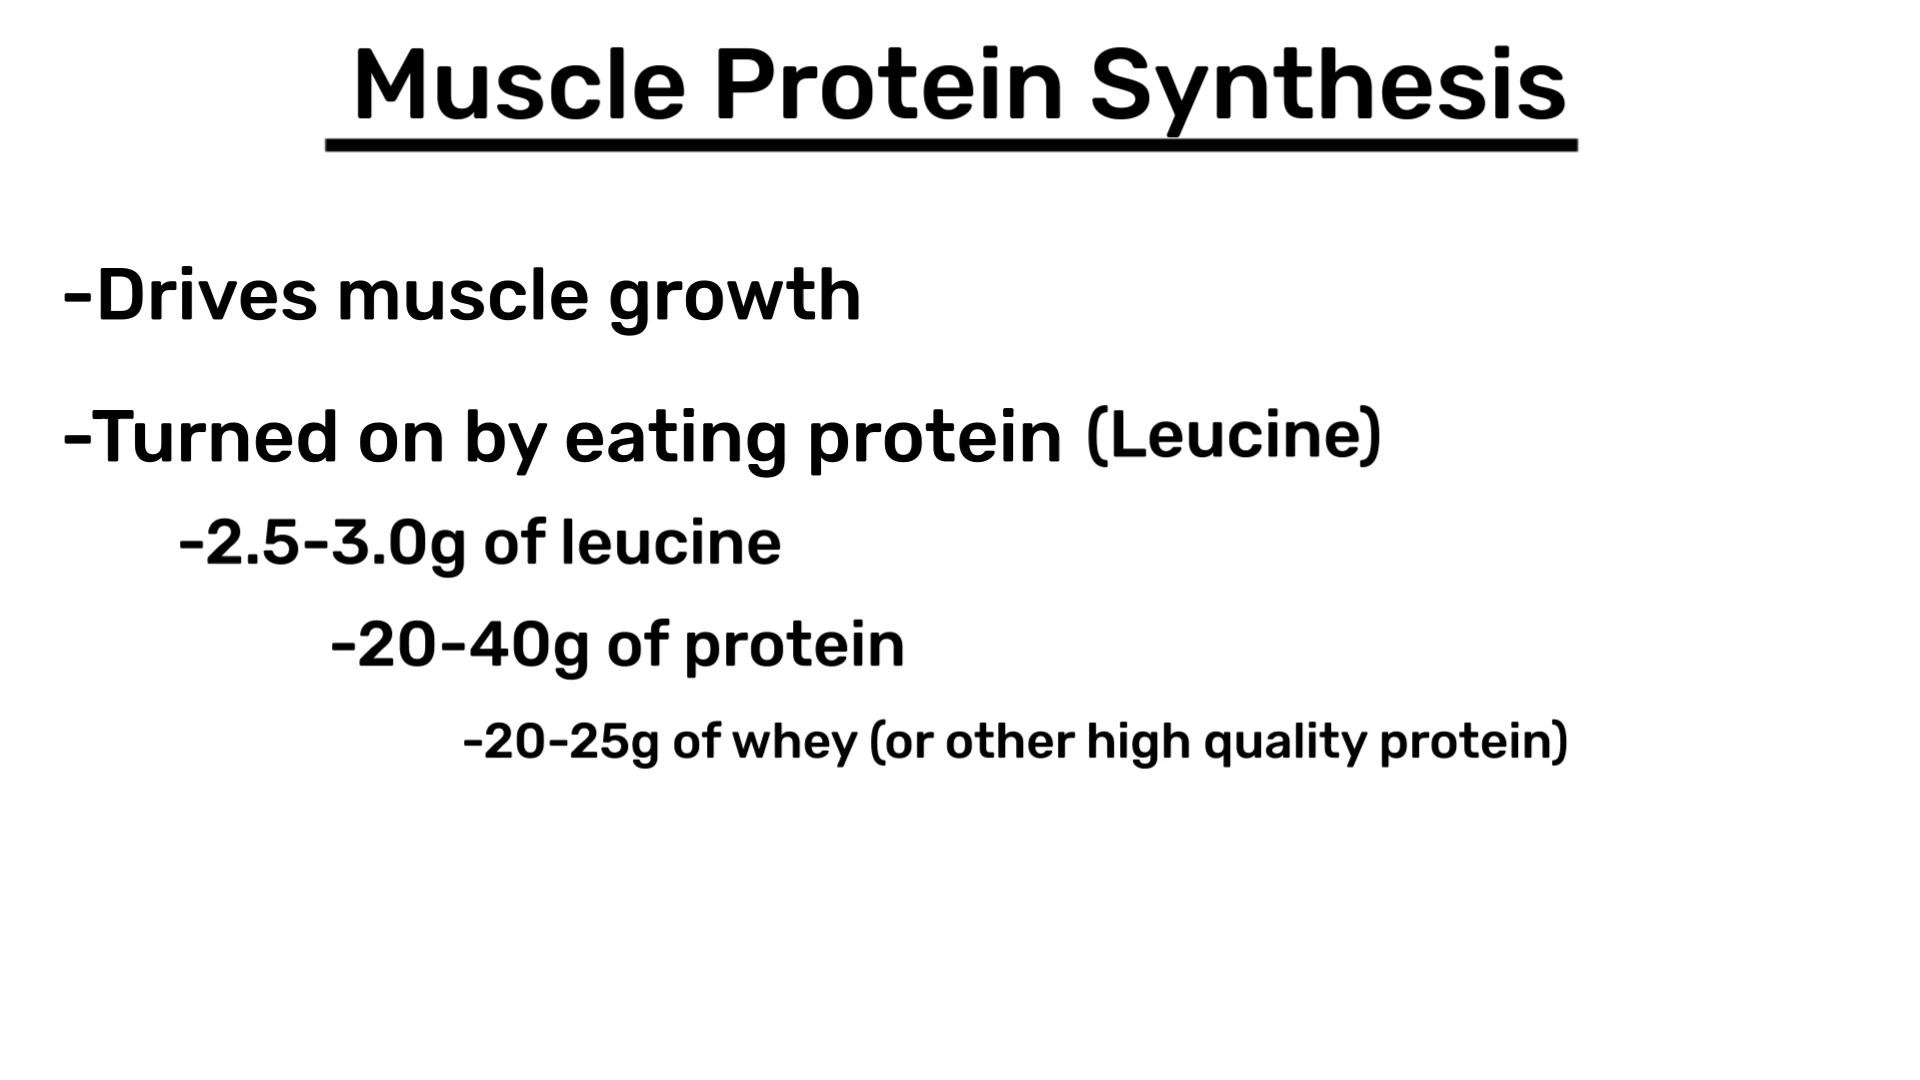 Muscle Protein Synthesis
-Drives muscle growth
-Turned on by eating protein (Leucine)
-2.5-3.0g of leucine
-20-40g of protein
-20-25g of whey (or other high quality protein)